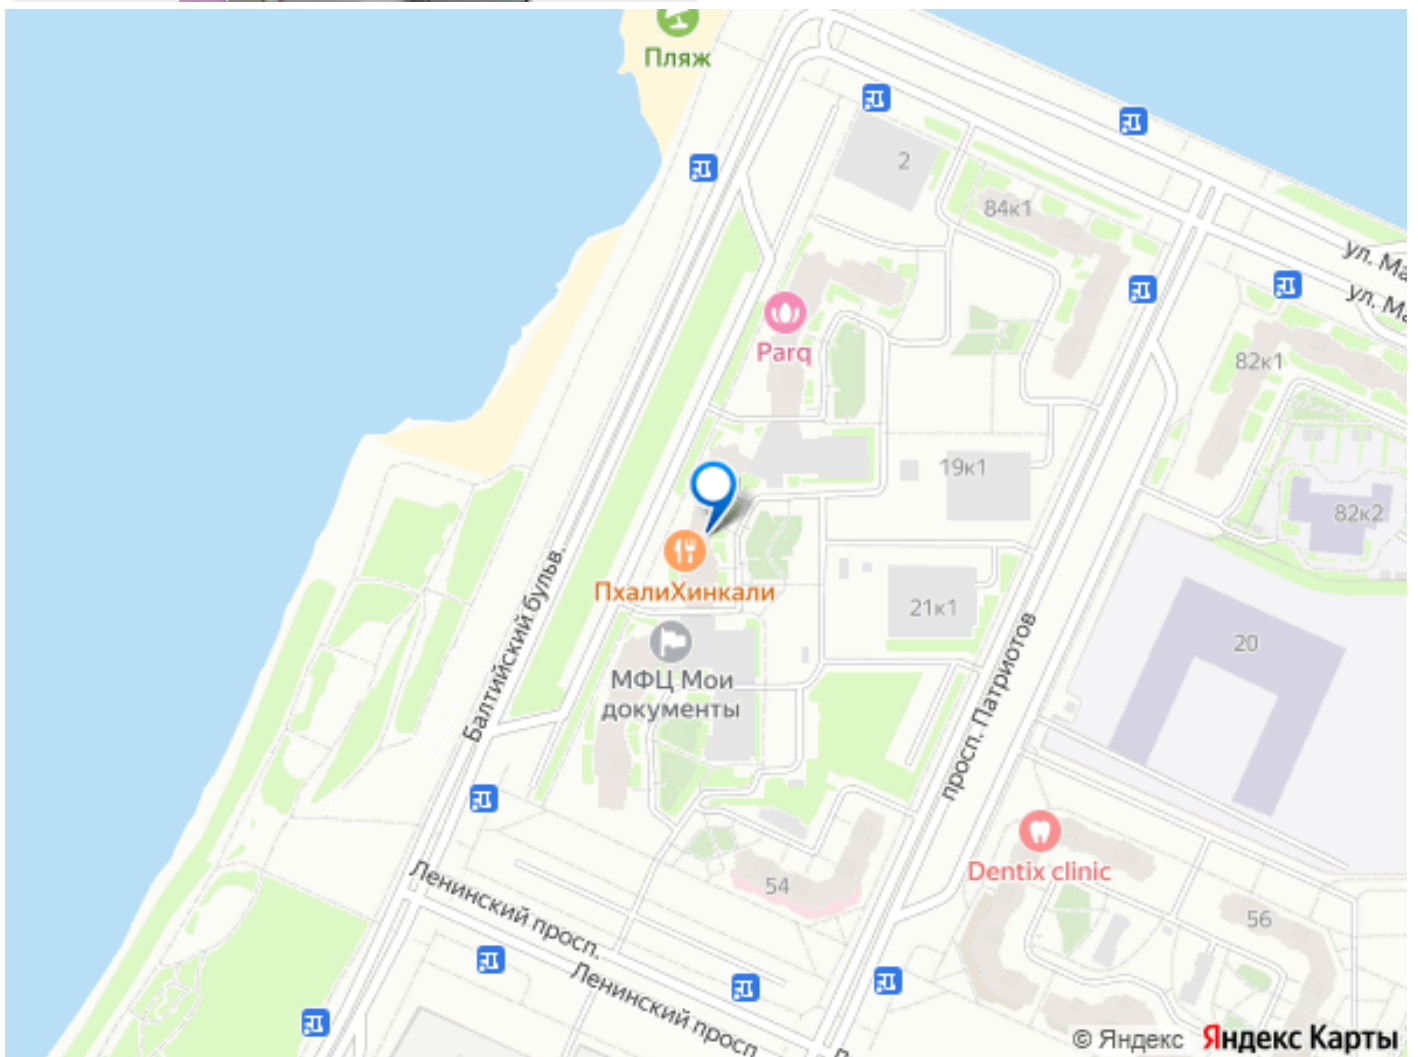 Пляж
2
84к1
ул. Ма
ул. Ма
Parq
82к1
19к1
82к2
ПхалиХинкали
21к1
20
Балтийский бульв.
МФЦ Мои
документы
просп. Патриотов
Dentix clinic
54
56
Ленинский просп.
Ленинский просп
© Яндекс Яндекс Карты